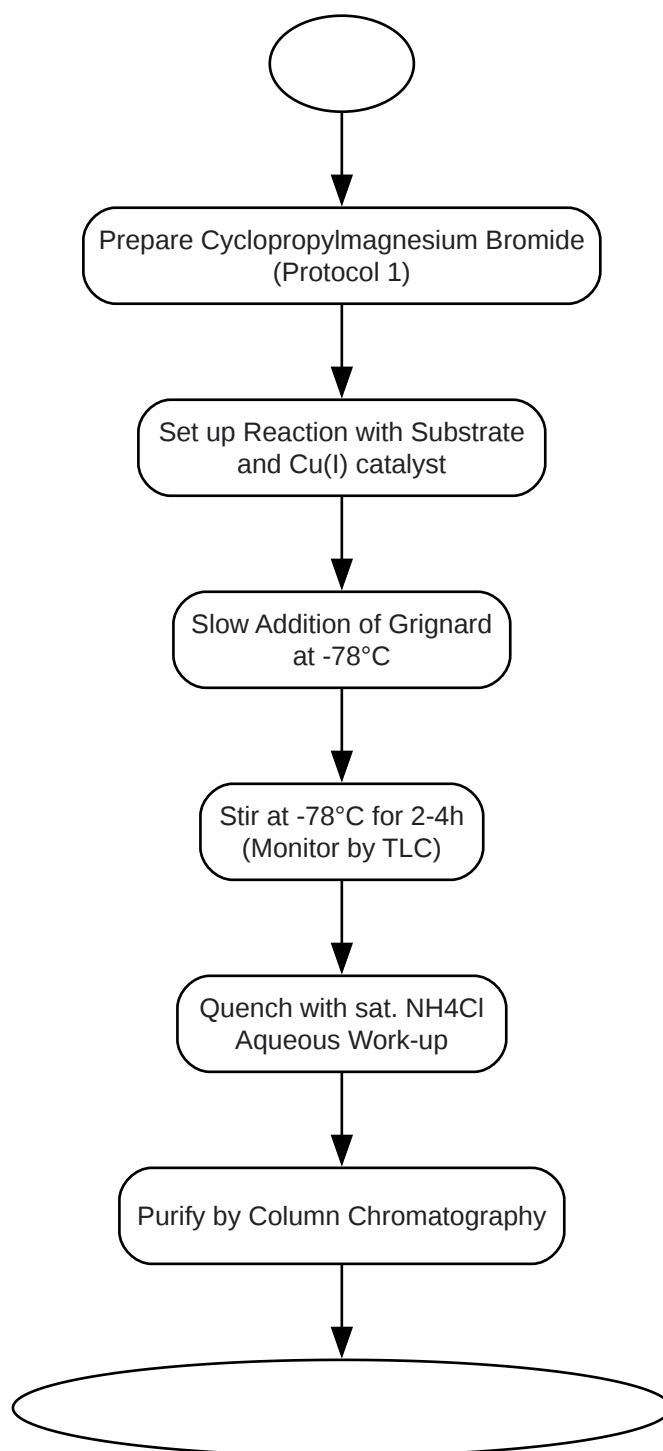 Prepare Cyclopropylmagnesium Bromide
(Protocol 1)
Set up Reaction with Substrate
and Cu(I) catalyst
Slow Addition of Grignard
at -78°C
Stir at -78°C for 2-4h
(Monitor by TLC)
Quench with sat. NH4Cl
Aqueous Work-up
Purify by Column Chromatography